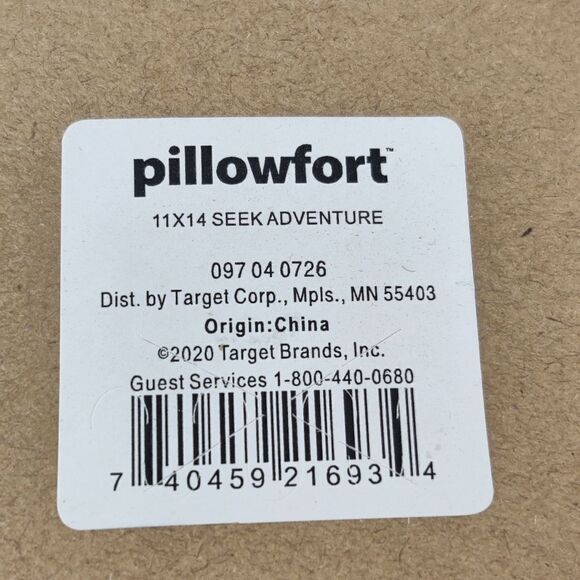 pillowfort™
11X14 SEEK ADVENTURE
097 04 0726
Dist. by Target Corp., Mpls., MN 55403
Origin:China
©2020 Target Brands, Inc.
Guest Services 1-800-440-0680
7 40459 21693 4